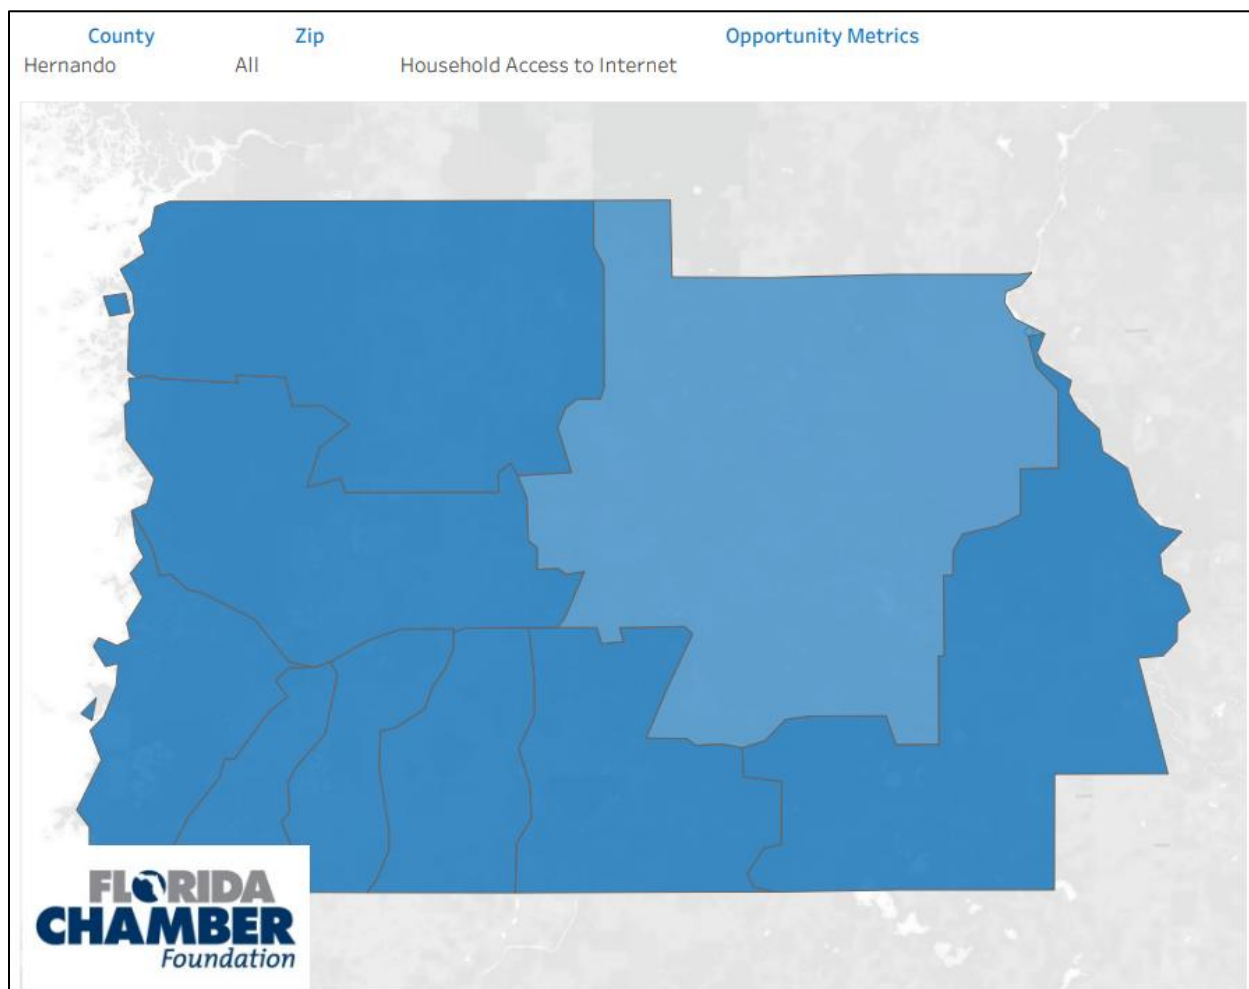 County Zip Opportunity Metrics
Hernando All Household Access to Internet
FLORIDA
CHAMBER
Foundation